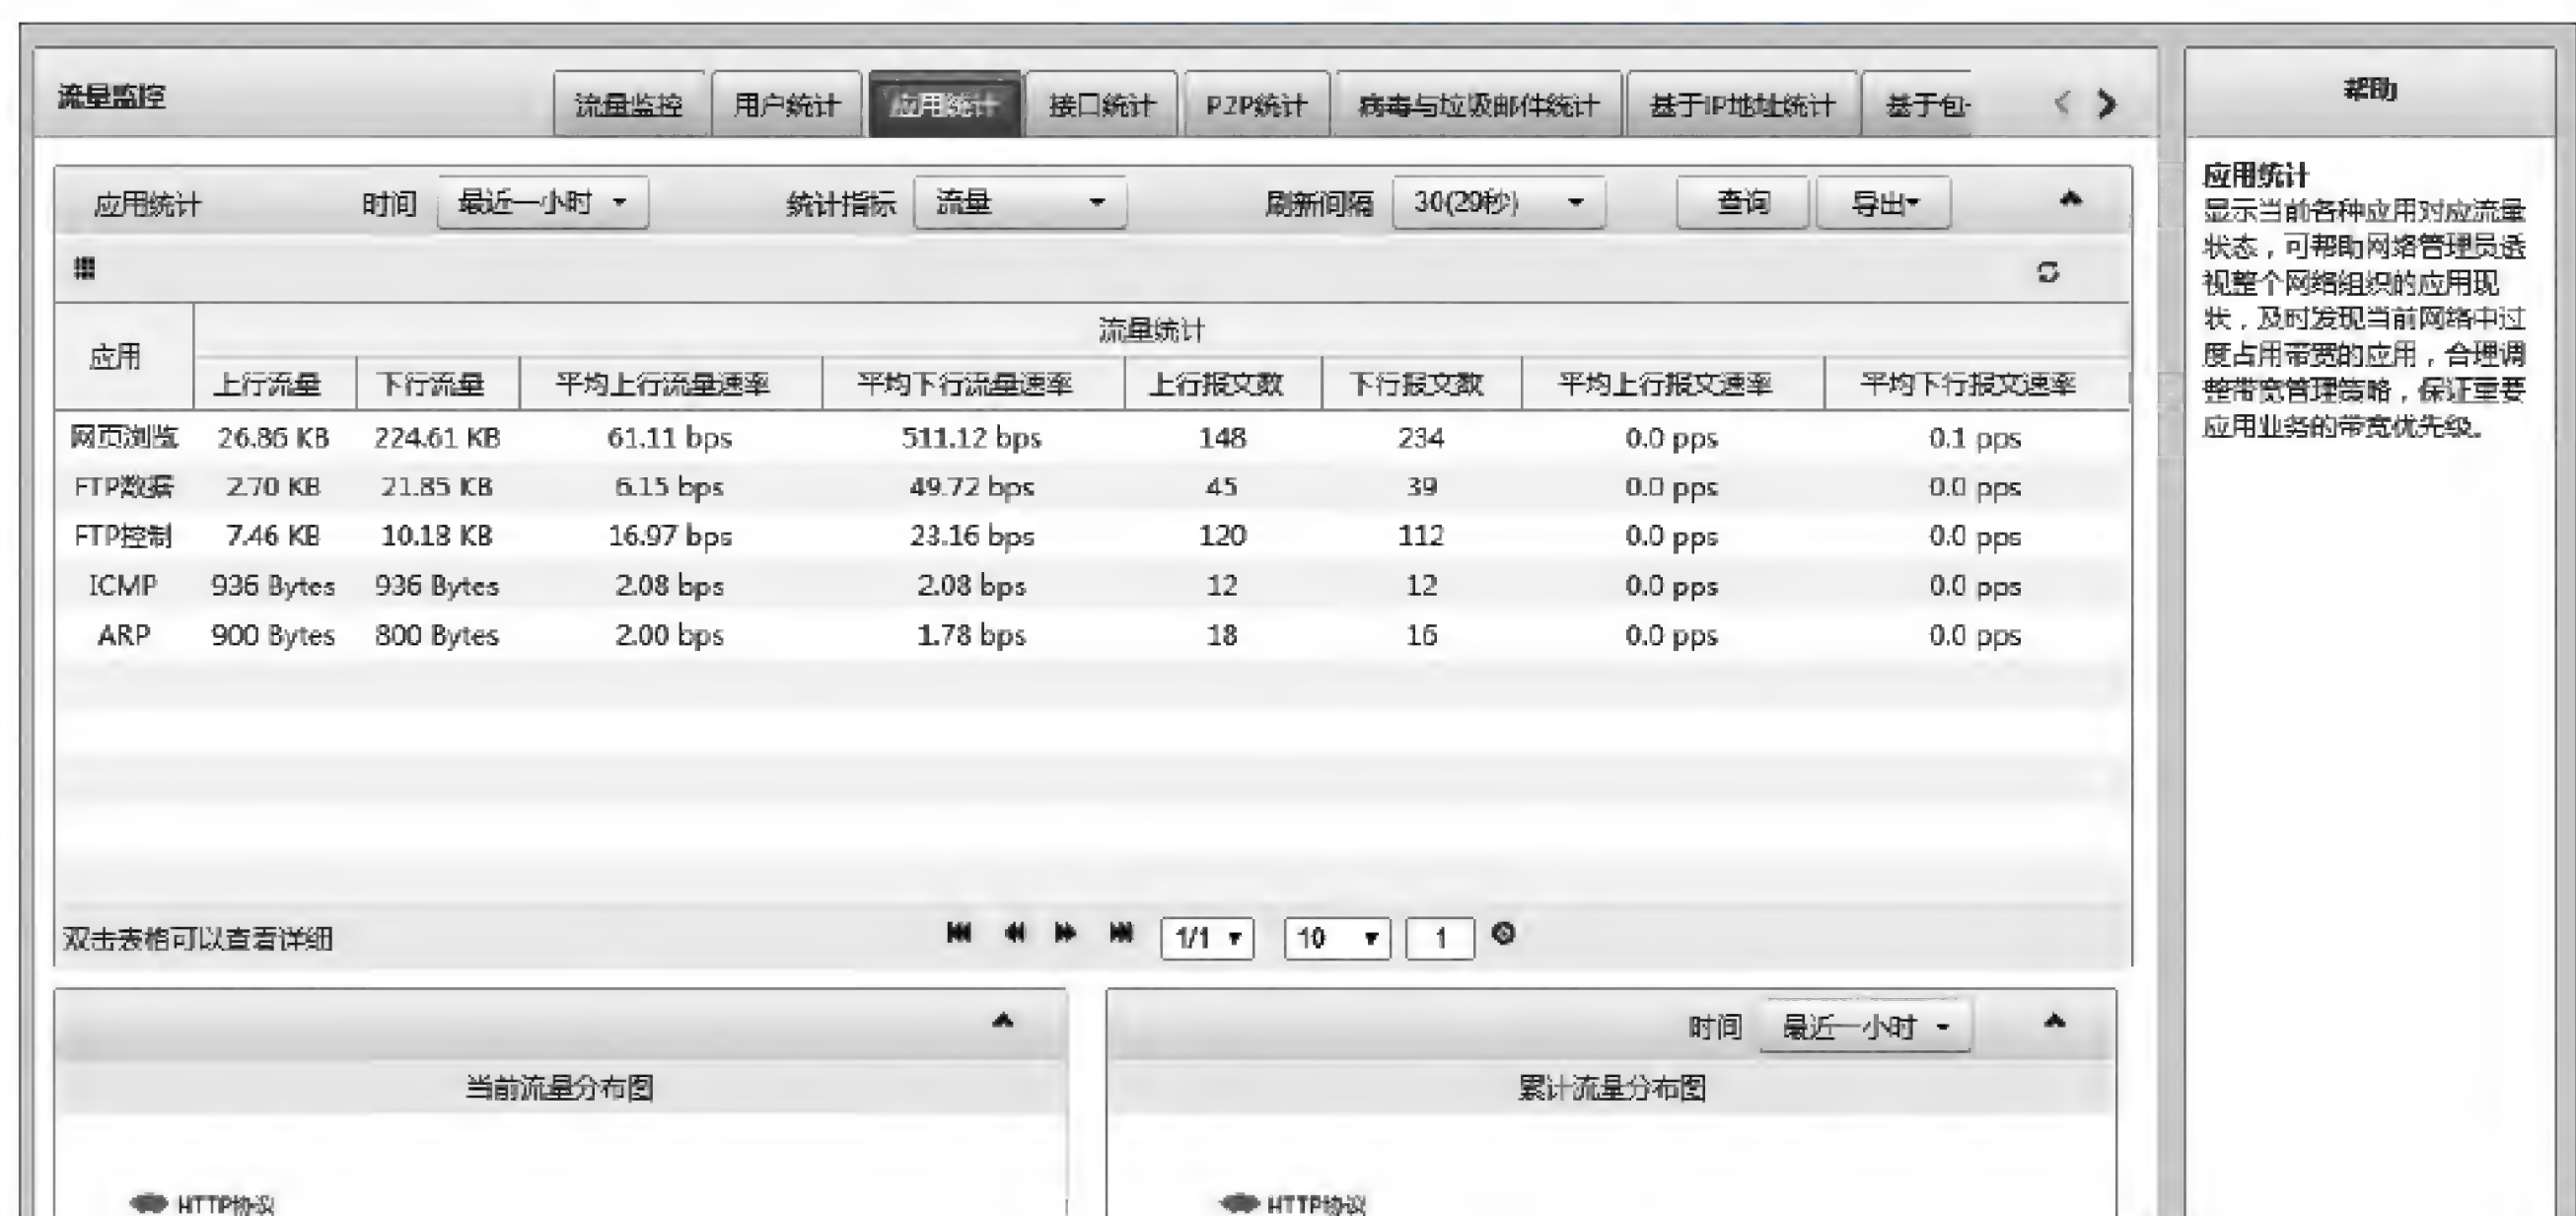 流量监控 流量监控 用户统计 应用统计 接口统计 P2P统计 病毒与垃圾邮件统计 基于IP地址统计 基于包
应用统计 时间 最近一小时 统计指标 流量 刷新间隔 30(29秒) 查询 导出
应用 流量统计
上行流量 下行流量 平均上行流量速率 平均下行流量速率 上行报文数 下行报文数 平均上行报文速率 平均下行报文速率
网页浏览 26.86 KB 224.61 KB 61.11 bps 511.12 bps 148 234 0.0 pps 0.1 pps
FTP数据 2.70 KB 21.85 KB 6.15 bps 49.72 bps 45 39 0.0 pps 0.0 pps
FTP控制 7.46 KB 10.18 KB 16.97 bps 23.16 bps 120 112 0.0 pps 0.0 pps
ICMP 936 Bytes 936 Bytes 2.08 bps 2.08 bps 12 12 0.0 pps 0.0 pps
ARP 900 Bytes 800 Bytes 2.00 bps 1.78 bps 18 16 0.0 pps 0.0 pps
双击表格可以查看详细 1/1 10 1
时间 最近一小时
当前流量分布图 累计流量分布图
HTTP协议 HTTP协议
帮助
应用统计
显示当前各种应用对应流量
状态，可帮助网络管理员透
视整个网络组织的应用现
状，及时发现当前网络中过
度占用带宽的应用，合理调
整带宽管理策略，保证重要
应用业务的带宽优先级。